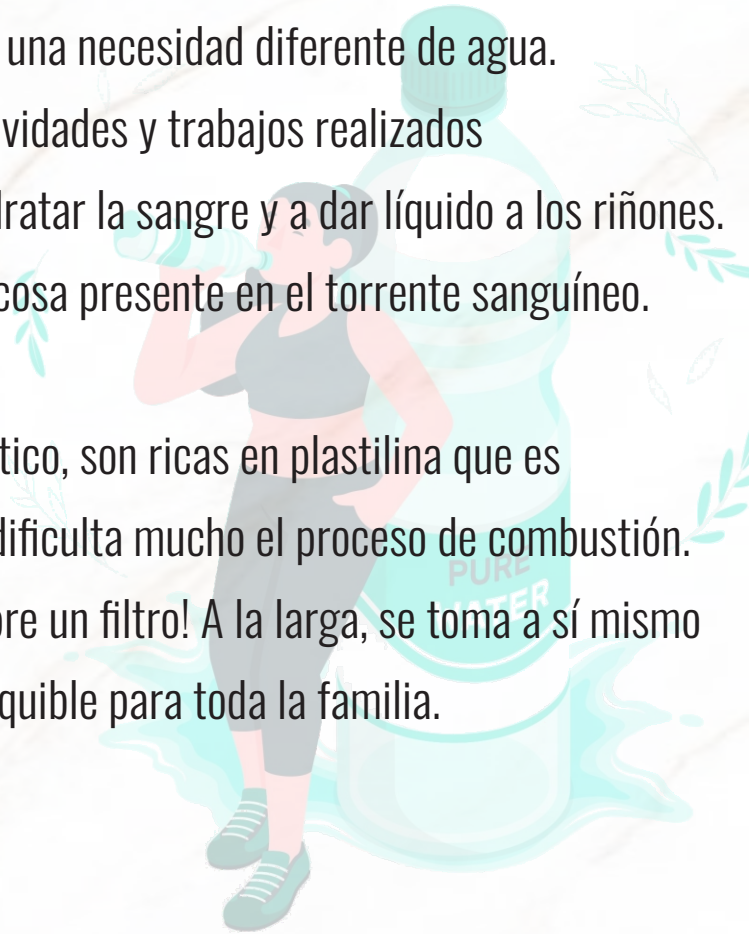 una necesidad diferente de agua.
vidades y trabajos realizados
dratar la sangre y a dar líquido a los riñones.
cosa presente en el torrente sanguíneo.
tico, son ricas en plastilina que es
dificulta mucho el proceso de combustión.
re un filtro! A la larga, se toma a sí mismo
quible para toda la familia.
PURE
WATER